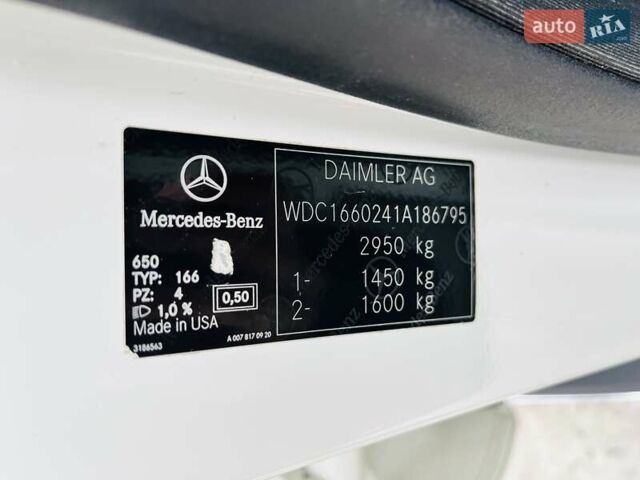 auto RIA.com
DAIMLER AG
Mercedes-Benz
WDC1660241A186795
2950 kg
650
TYP: 166
1- 1450 kg
PZ: 4
0,50
2- 1600 kg
1,0 %
Made in USA
3186563
A 007 817 09 20